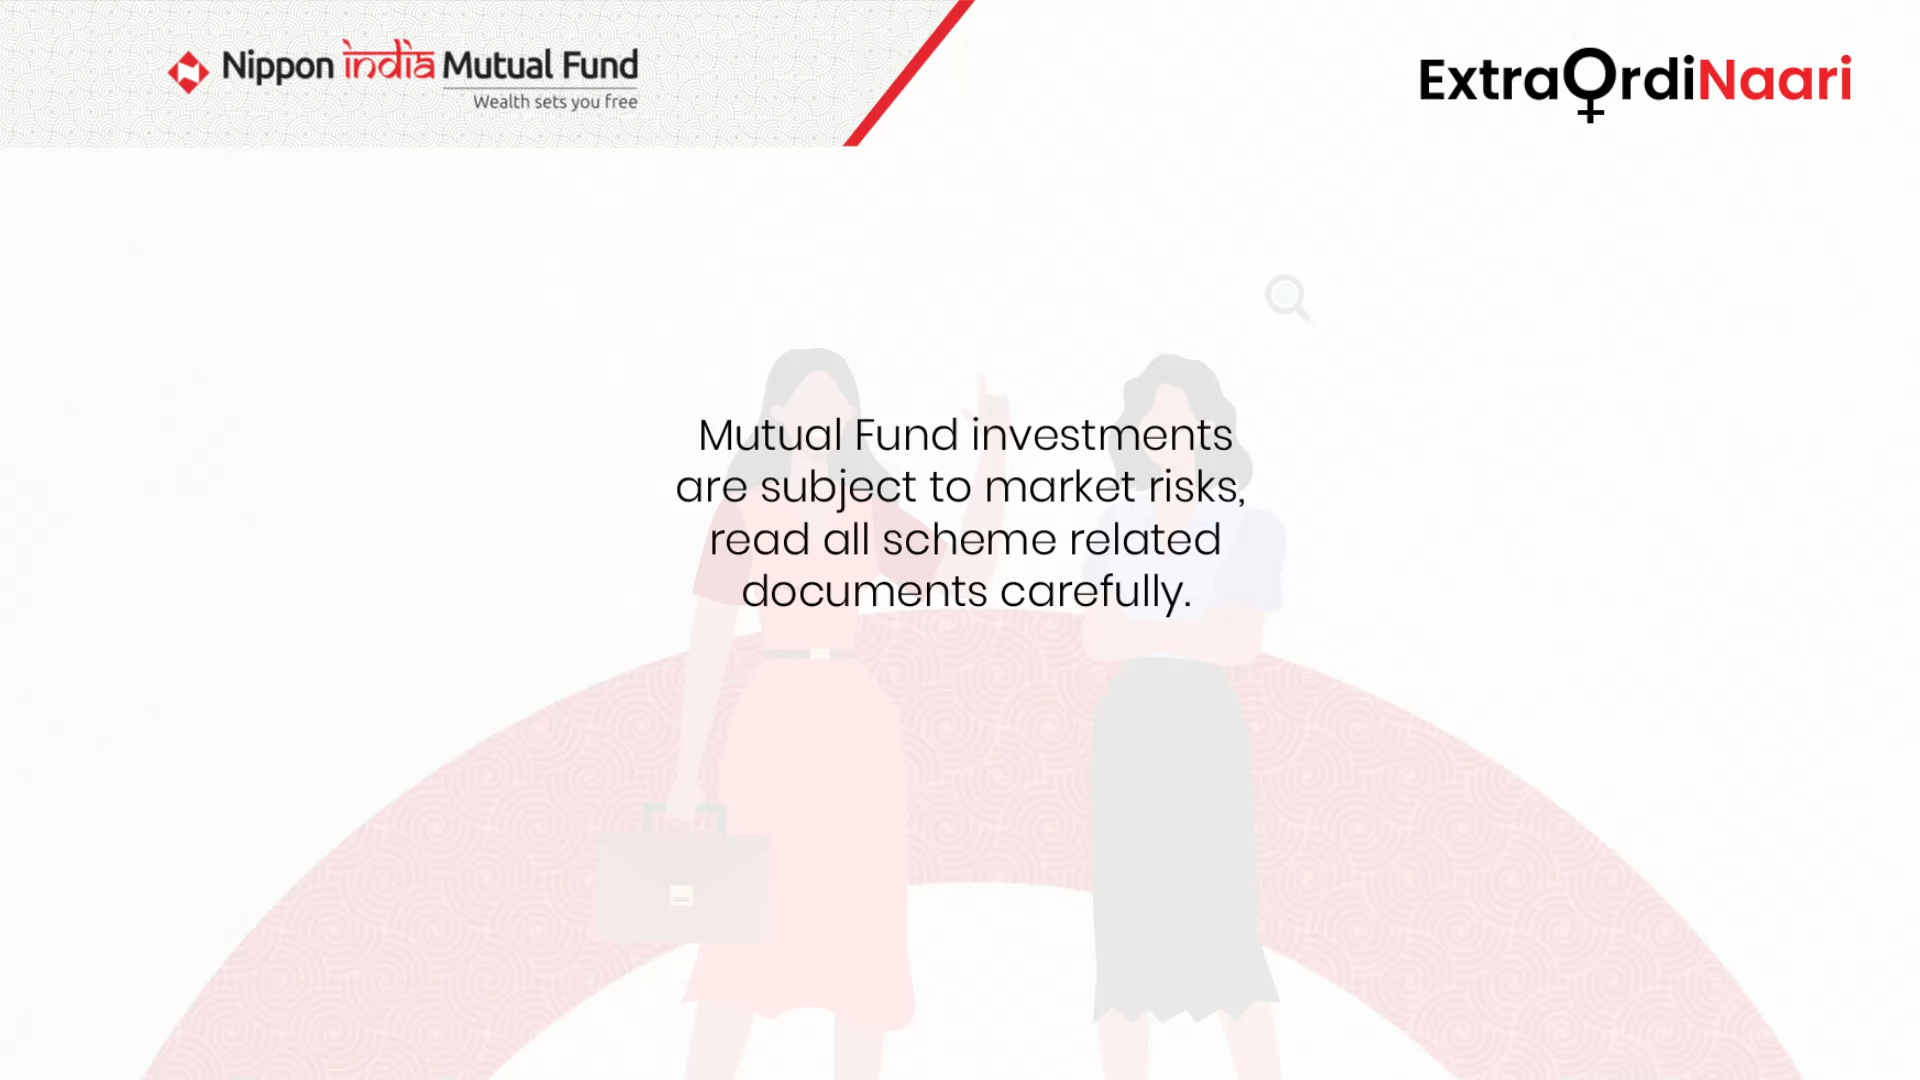 Nippon india Mutual Fund
Wealth sets you free
ExtraOrdiNaari
Mutual Fund investments
are subject to market risks,
read all scheme related
documents carefully.